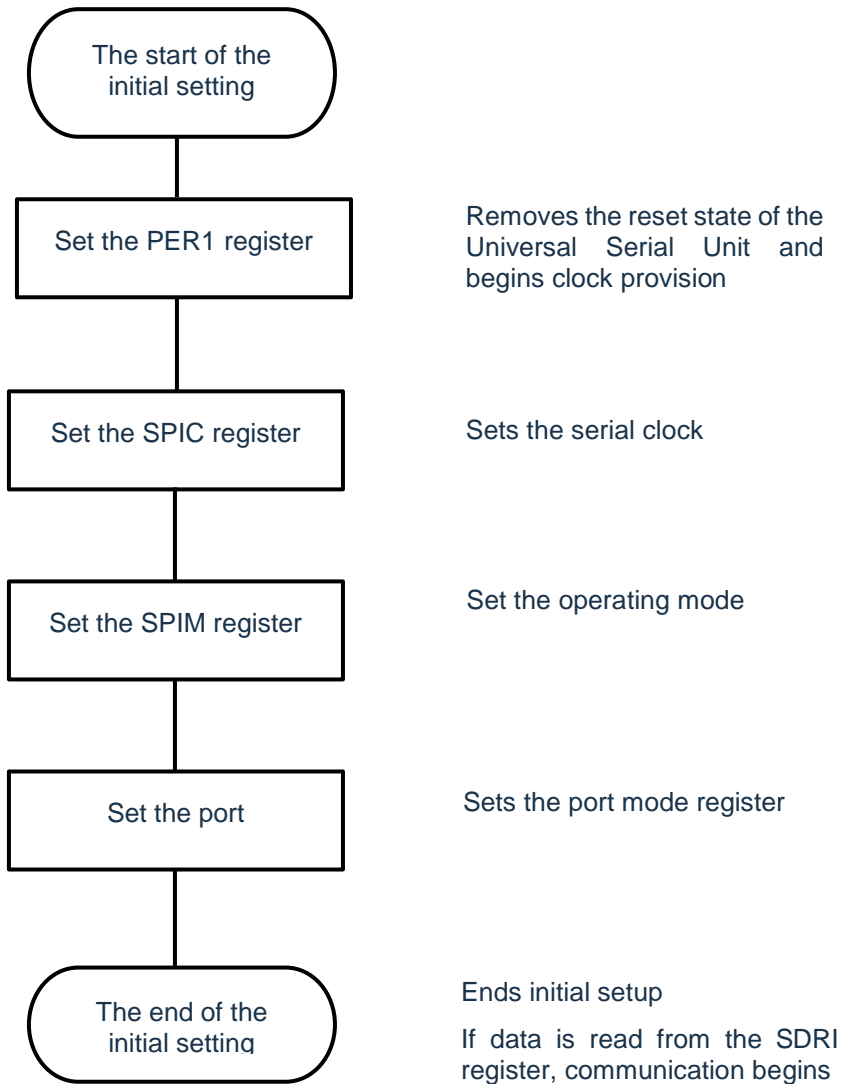 The start of the
initial setting
Set the PER1 register
Removes the reset state of the
Universal Serial Unit and
begins clock provision
Set the SPIC register
Sets the serial clock
Set the SPIM register
Set the operating mode
Set the port
Sets the port mode register
The end of the
initial setting
Ends initial setup
If data is read from the SDRI
register, communication begins